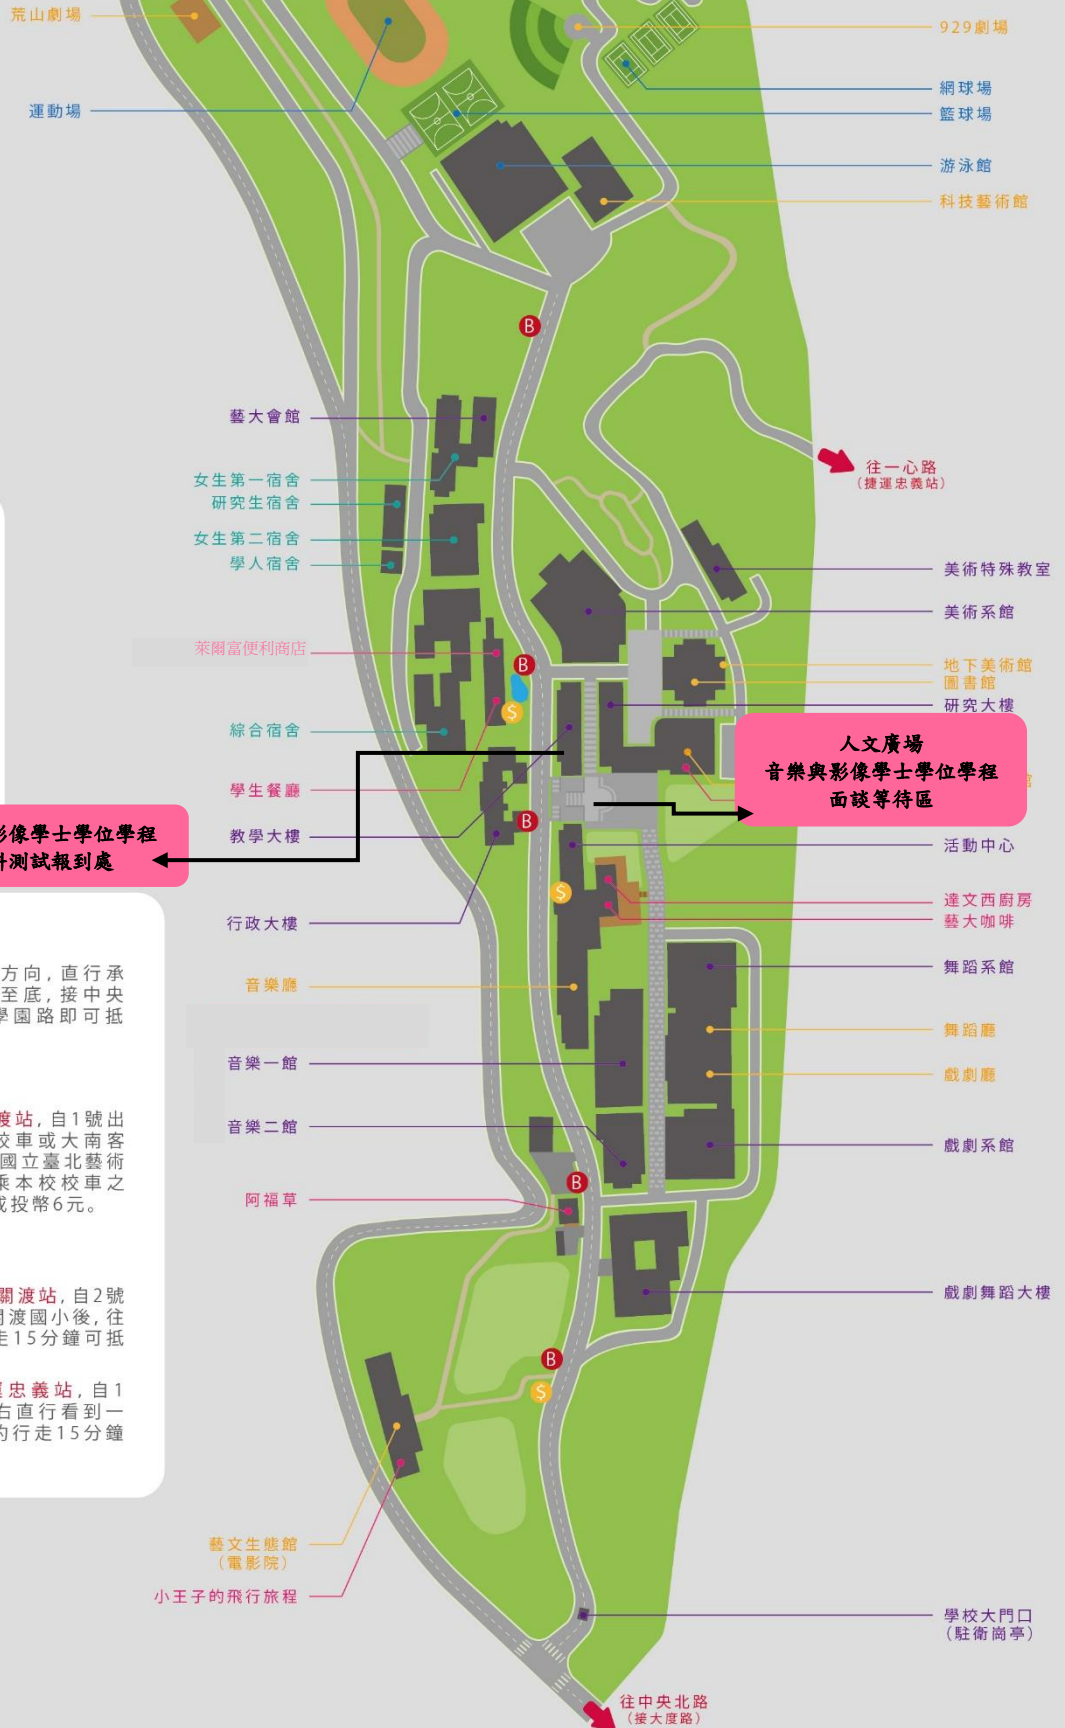 荒山劇場
929劇場
運動場
網球場
籃球場
游泳館
科技藝術館
B
藝大會館
往一心路
(捷運忠義站)
女生第一宿舍
研究生宿舍
女生第二宿舍
學人宿舍
美術特殊教室
美術系館
萊爾富便利商店
B
地下美術館
圖書館
$
研究大樓
綜合宿舍
人文廣場
音樂與影像學士學位學程
面談等待區
館
學生餐廳
影像學士學位學程
科測試報到處
B
教學大樓
活動中心
$
達文西廚房
藝大咖啡
行政大樓
舞蹈系館
方向,直行承
至底,接中央
學園路即可抵
音樂廳
舞蹈廳
音樂一館
戲劇廳
渡站,自1號出
校車或大南客
國立臺北藝術
乘本校校車之
或投幣6元。
音樂二館
戲劇系館
B
阿福草
關渡站,自2號
關渡國小後,往
走15分鐘可抵
戲劇舞蹈大樓
B
$
運忠義站,自1
右直行看到一
約行走15分鐘
藝文生態館
(電影院)
小王子的飛行旅程
學校大門口
(駐衛崗亭)
往中央北路
(接大度路)